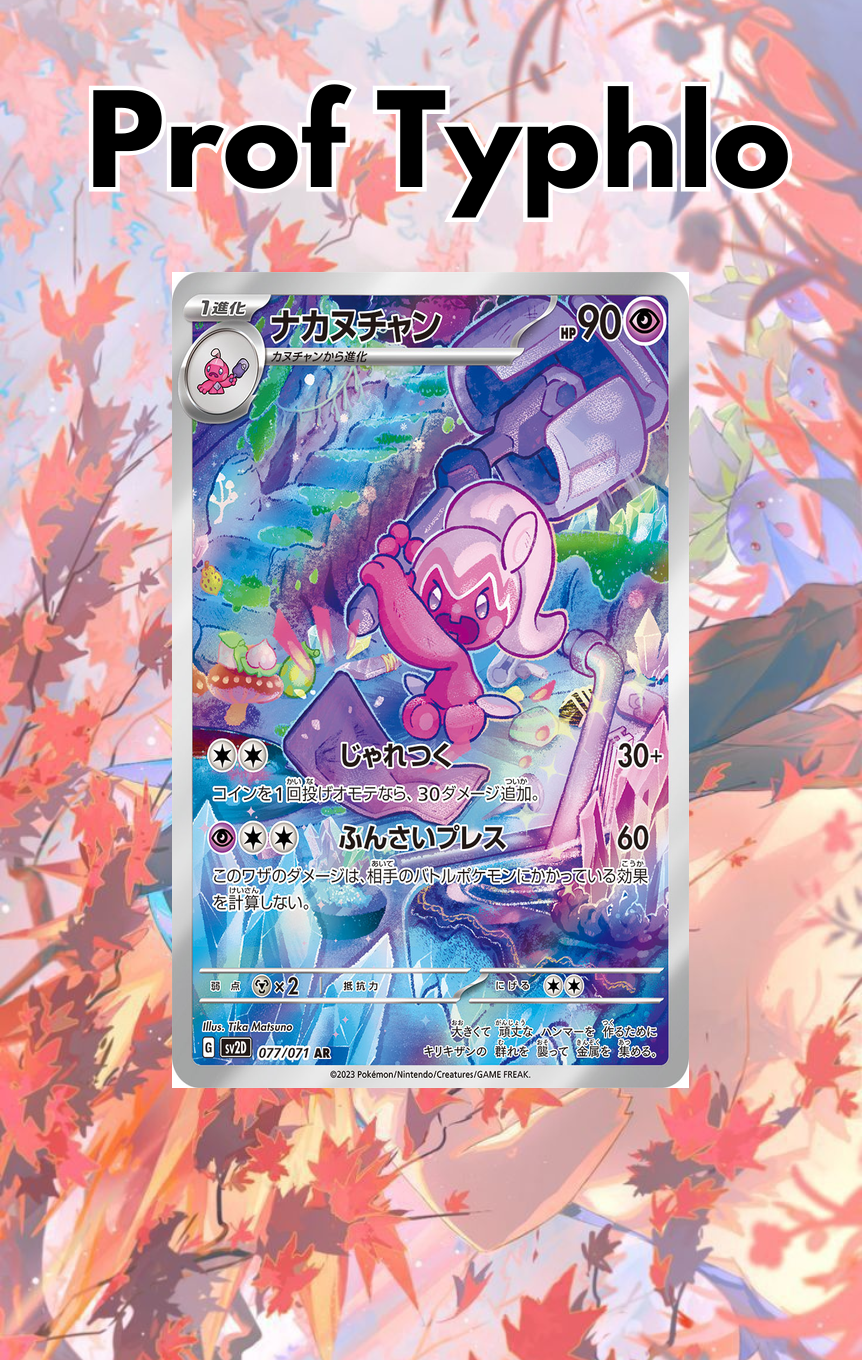 Prof Typhlo
1進化
ナカヌチャン
HP90
カヌチャンから進化
じゃれつく 30+
コインを1回投げオモテなら、30ダメージ追加。
ふんさいプレス 60
このワザのダメージは、相手のバトルポケモンにかかっている効果
を計算しない。
弱点 ×2 抵抗力 にげる
Illus. Tika Matsuno
大きくて 頑丈な ハンマーを 作るために
キリキザンの 群れを 襲って 金属を 集める。
G sv2D 077/071 AR
©2023 Pokémon/Nintendo/Creatures/GAME FREAK.